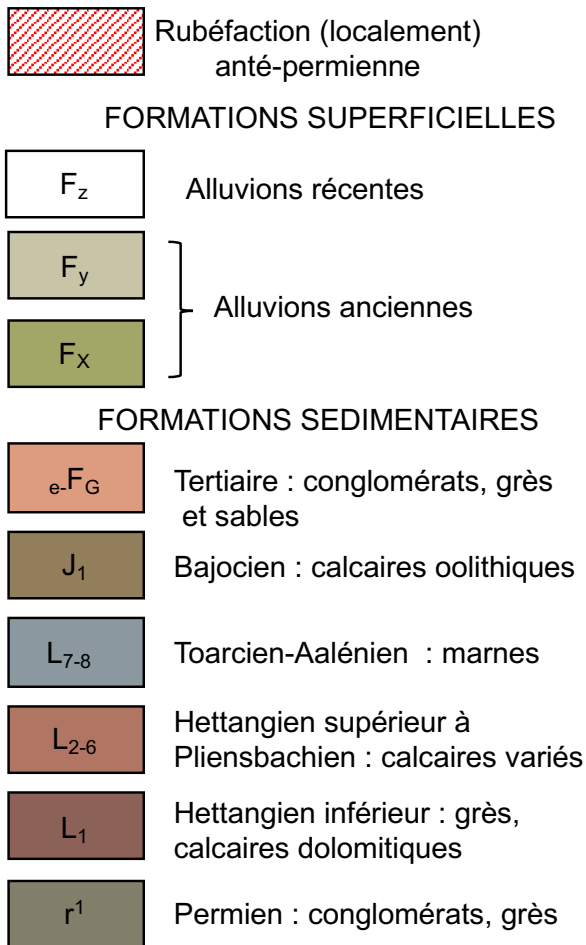 Rubéfaction (localement)
anté-permienne
FORMATIONS SUPERFICIELLES
Fz
Alluvions récentes
Fy
Alluvions anciennes
FX
FORMATIONS SEDIMENTAIRES
e-FG
Tertiaire : conglomérats, grès
et sables
J1
Bajocien : calcaires oolithiques
L7-8
Toarcien-Aalénien : marnes
L2-6
Hettangien supérieur à
Pliensbachien : calcaires variés
L1
Hettangien inférieur : grès,
calcaires dolomitiques
r1
Permien : conglomérats, grès